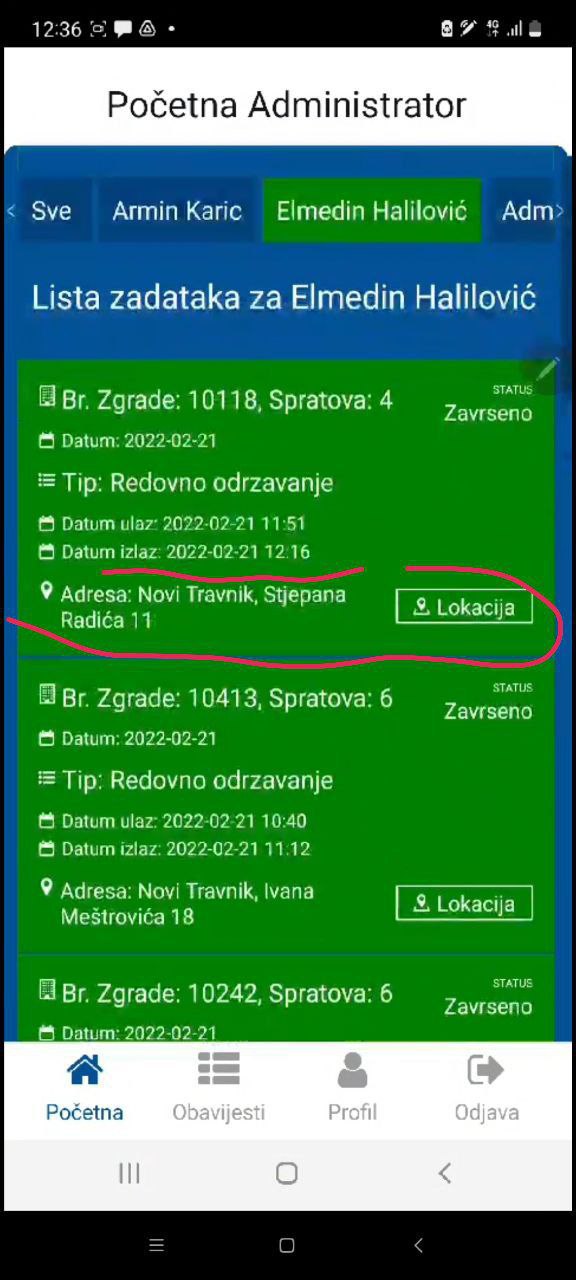 12:36
4G
Početna Administrator
Sve Armin Karic Elmedin Halilović Adm
Lista zadataka za Elmedin Halilović
Br. Zgrade: 10118, Spratova: 4
STATUS
Zavrseno
Datum: 2022-02-21
Tip: Redovno odrzavanje
Datum ulaz: 2022-02-21 11:51
Datum izlaz: 2022-02-21 12:16
Adresa: Novi Travnik, Stjepana
Radića 11
Lokacija
Br. Zgrade: 10413, Spratova: 6
STATUS
Zavrseno
Datum: 2022-02-21
Tip: Redovno odrzavanje
Datum ulaz: 2022-02-21 10:40
Datum izlaz: 2022-02-21 11:12
Adresa: Novi Travnik, Ivana
Meštrovića 18
Lokacija
Br. Zgrade: 10242, Spratova: 6
STATUS
Zavrseno
Datum: 2022-02-21
Početna Obavijesti Profil Odjava